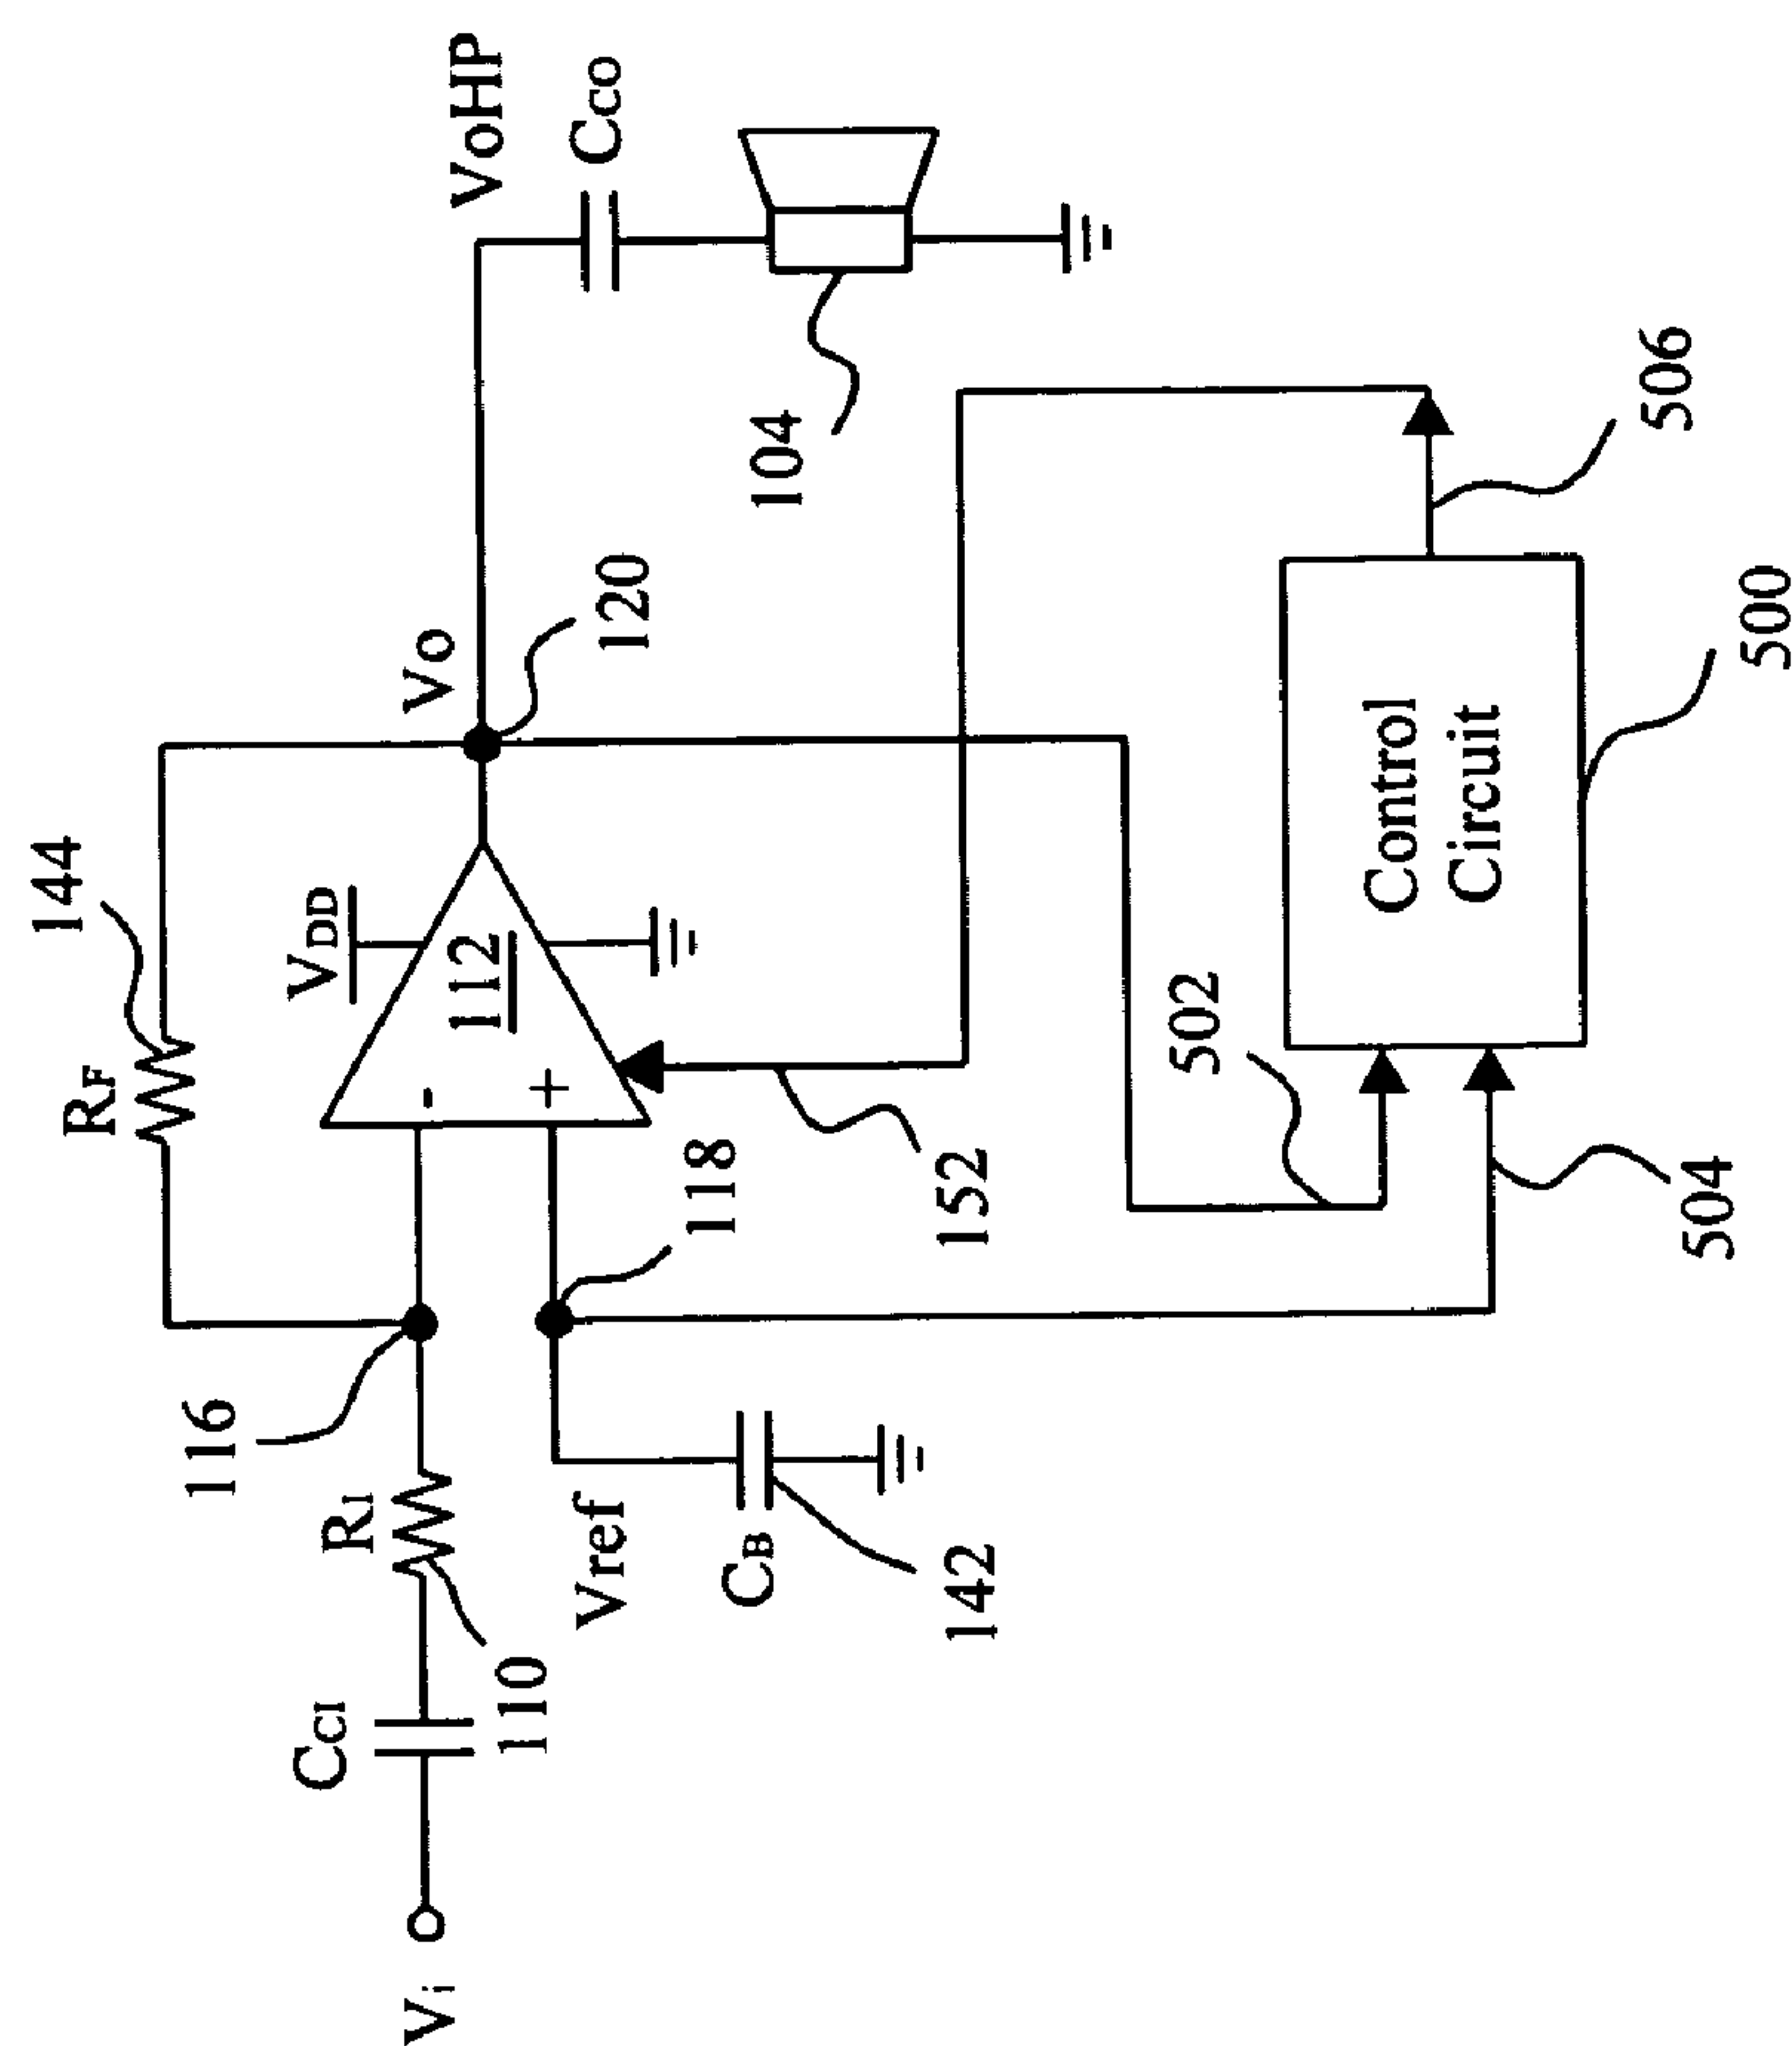 144
RF
VDD
Vo
VoHP
CCO
116
RI
CCI
112
-
+
120
Vi
110
Vref
118
104
CB
142
152
502
506
Control
Circuit
504
500